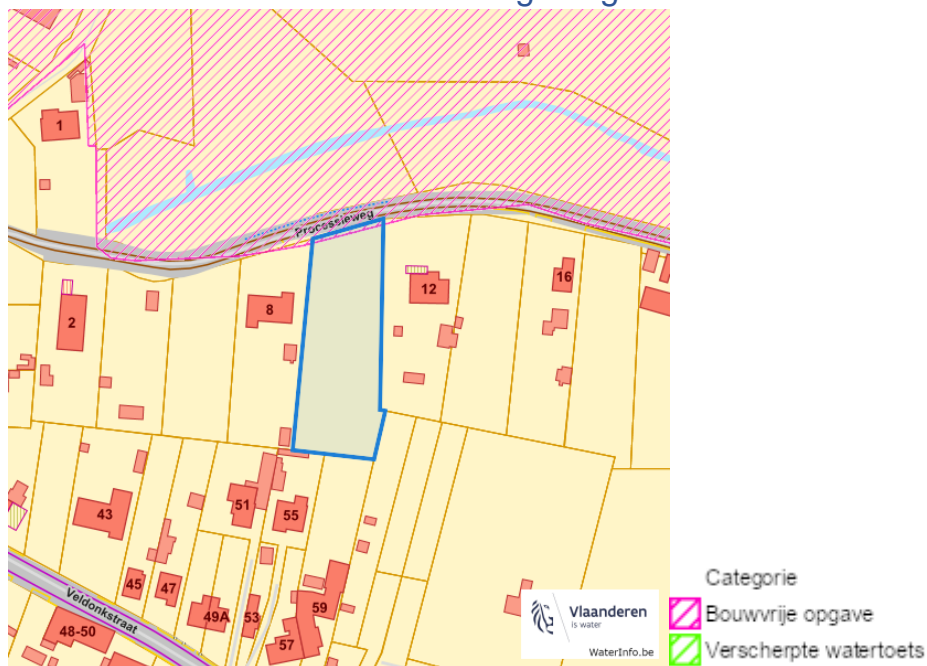 1
Processieweg
16
12
8
2
51
55
43
45
47
59
49A
53
Veldonkstraat
48-50
57
Vlaanderen
is water
WaterInfo.be
Categorie
Bouwvrije opgave
Verscherpte watertoets